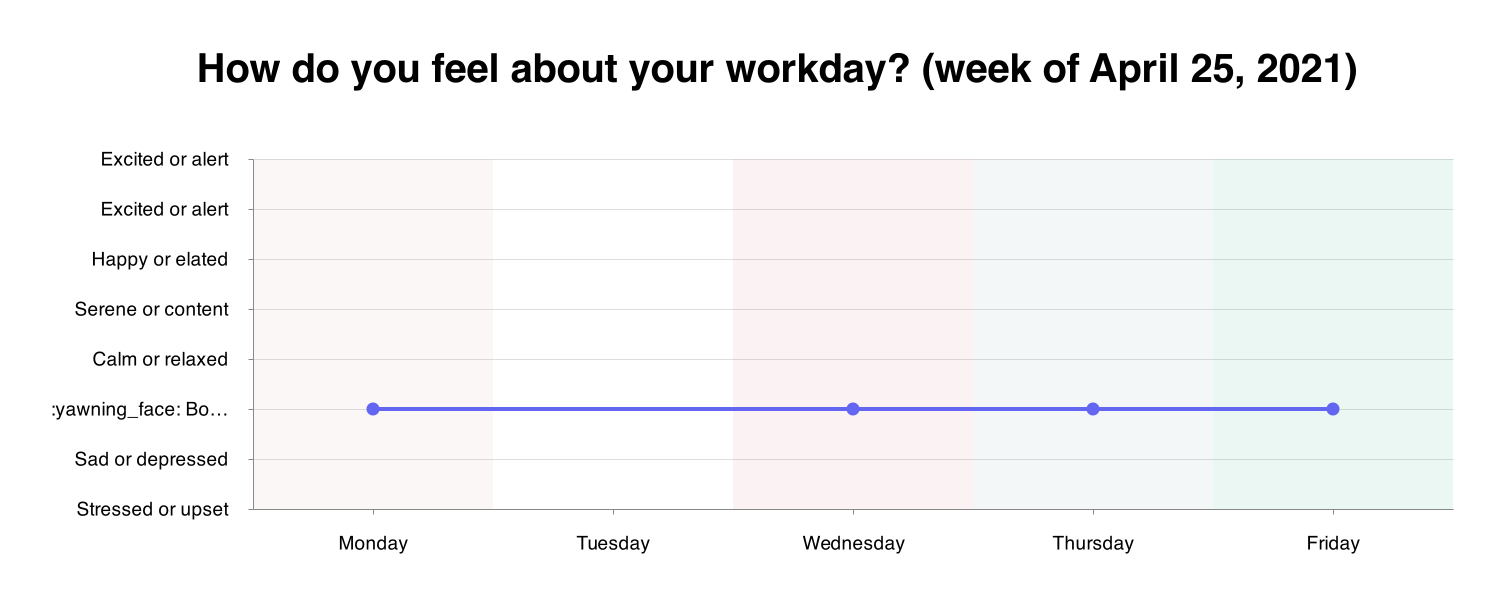 How do you feel about your workday? (week of April 25, 2021)
Excited or alert
Excited or alert
Happy or elated
Serene or content
Calm or relaxed
:yawning_face: Bo…
Sad or depressed
Stressed or upset
Monday Tuesday Wednesday Thursday Friday